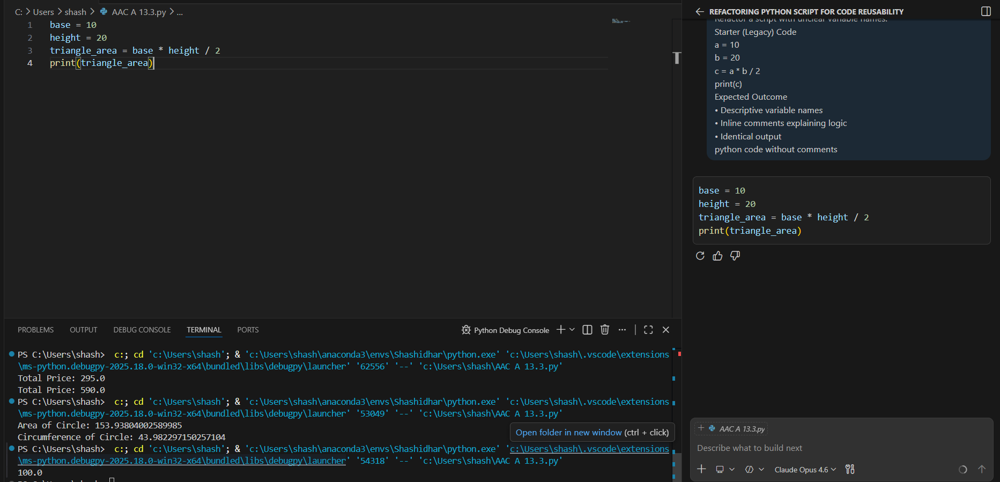 C: > Users > shash > AAC A 13.3.py > ...
1 base = 10
2 height = 20
3 triangle_area = base * height / 2
4 print(triangle_area)
PROBLEMS OUTPUT DEBUG CONSOLE TERMINAL PORTS
Python Debug Console
PS C:\Users\shash> c:; cd 'c:\Users\shash'; & 'c:\Users\shash\anaconda3\envs\Shashidhar\python.exe' 'c:\Users\shash\.vscode\extensions
\ms-python.debugpy-2025.18.0-win32-x64\bundled\libs\debugpy\launcher' '62556' '--' 'c:\Users\shash\AAC A 13.3.py'
Total Price: 295.0
Total Price: 590.0
PS C:\Users\shash> c:; cd 'c:\Users\shash'; & 'c:\Users\shash\anaconda3\envs\Shashidhar\python.exe' 'c:\Users\shash\.vscode\extensions
\ms-python.debugpy-2025.18.0-win32-x64\bundled\libs\debugpy\launcher' '53049' '--' 'c:\Users\shash\AAC A 13.3.py'
Area of Circle: 153.93804002589985
Circumference of Circle: 43.982297150257104
Open folder in new window (ctrl + click)
PS C:\Users\shash> c:; cd 'c:\Users\shash'; & 'c:\Users\shash\anaconda3\envs\Shashidhar\python.exe' 'c:\Users\shash\.vscode\extensions
\ms-python.debugpy-2025.18.0-win32-x64\bundled\libs\debugpy\launcher' '54318' '--' 'c:\Users\shash\AAC A 13.3.py'
100.0
REFACTORING PYTHON SCRIPT FOR CODE REUSABILITY
Refactor a script with unclear variable names.
Starter (Legacy) Code
a = 10
b = 20
c = a * b / 2
print(c)
Expected Outcome
• Descriptive variable names
• Inline comments explaining logic
• Identical output
python code without comments
base = 10
height = 20
triangle_area = base * height / 2
print(triangle_area)
AAC A 13.3.py
Describe what to build next
Claude Opus 4.6